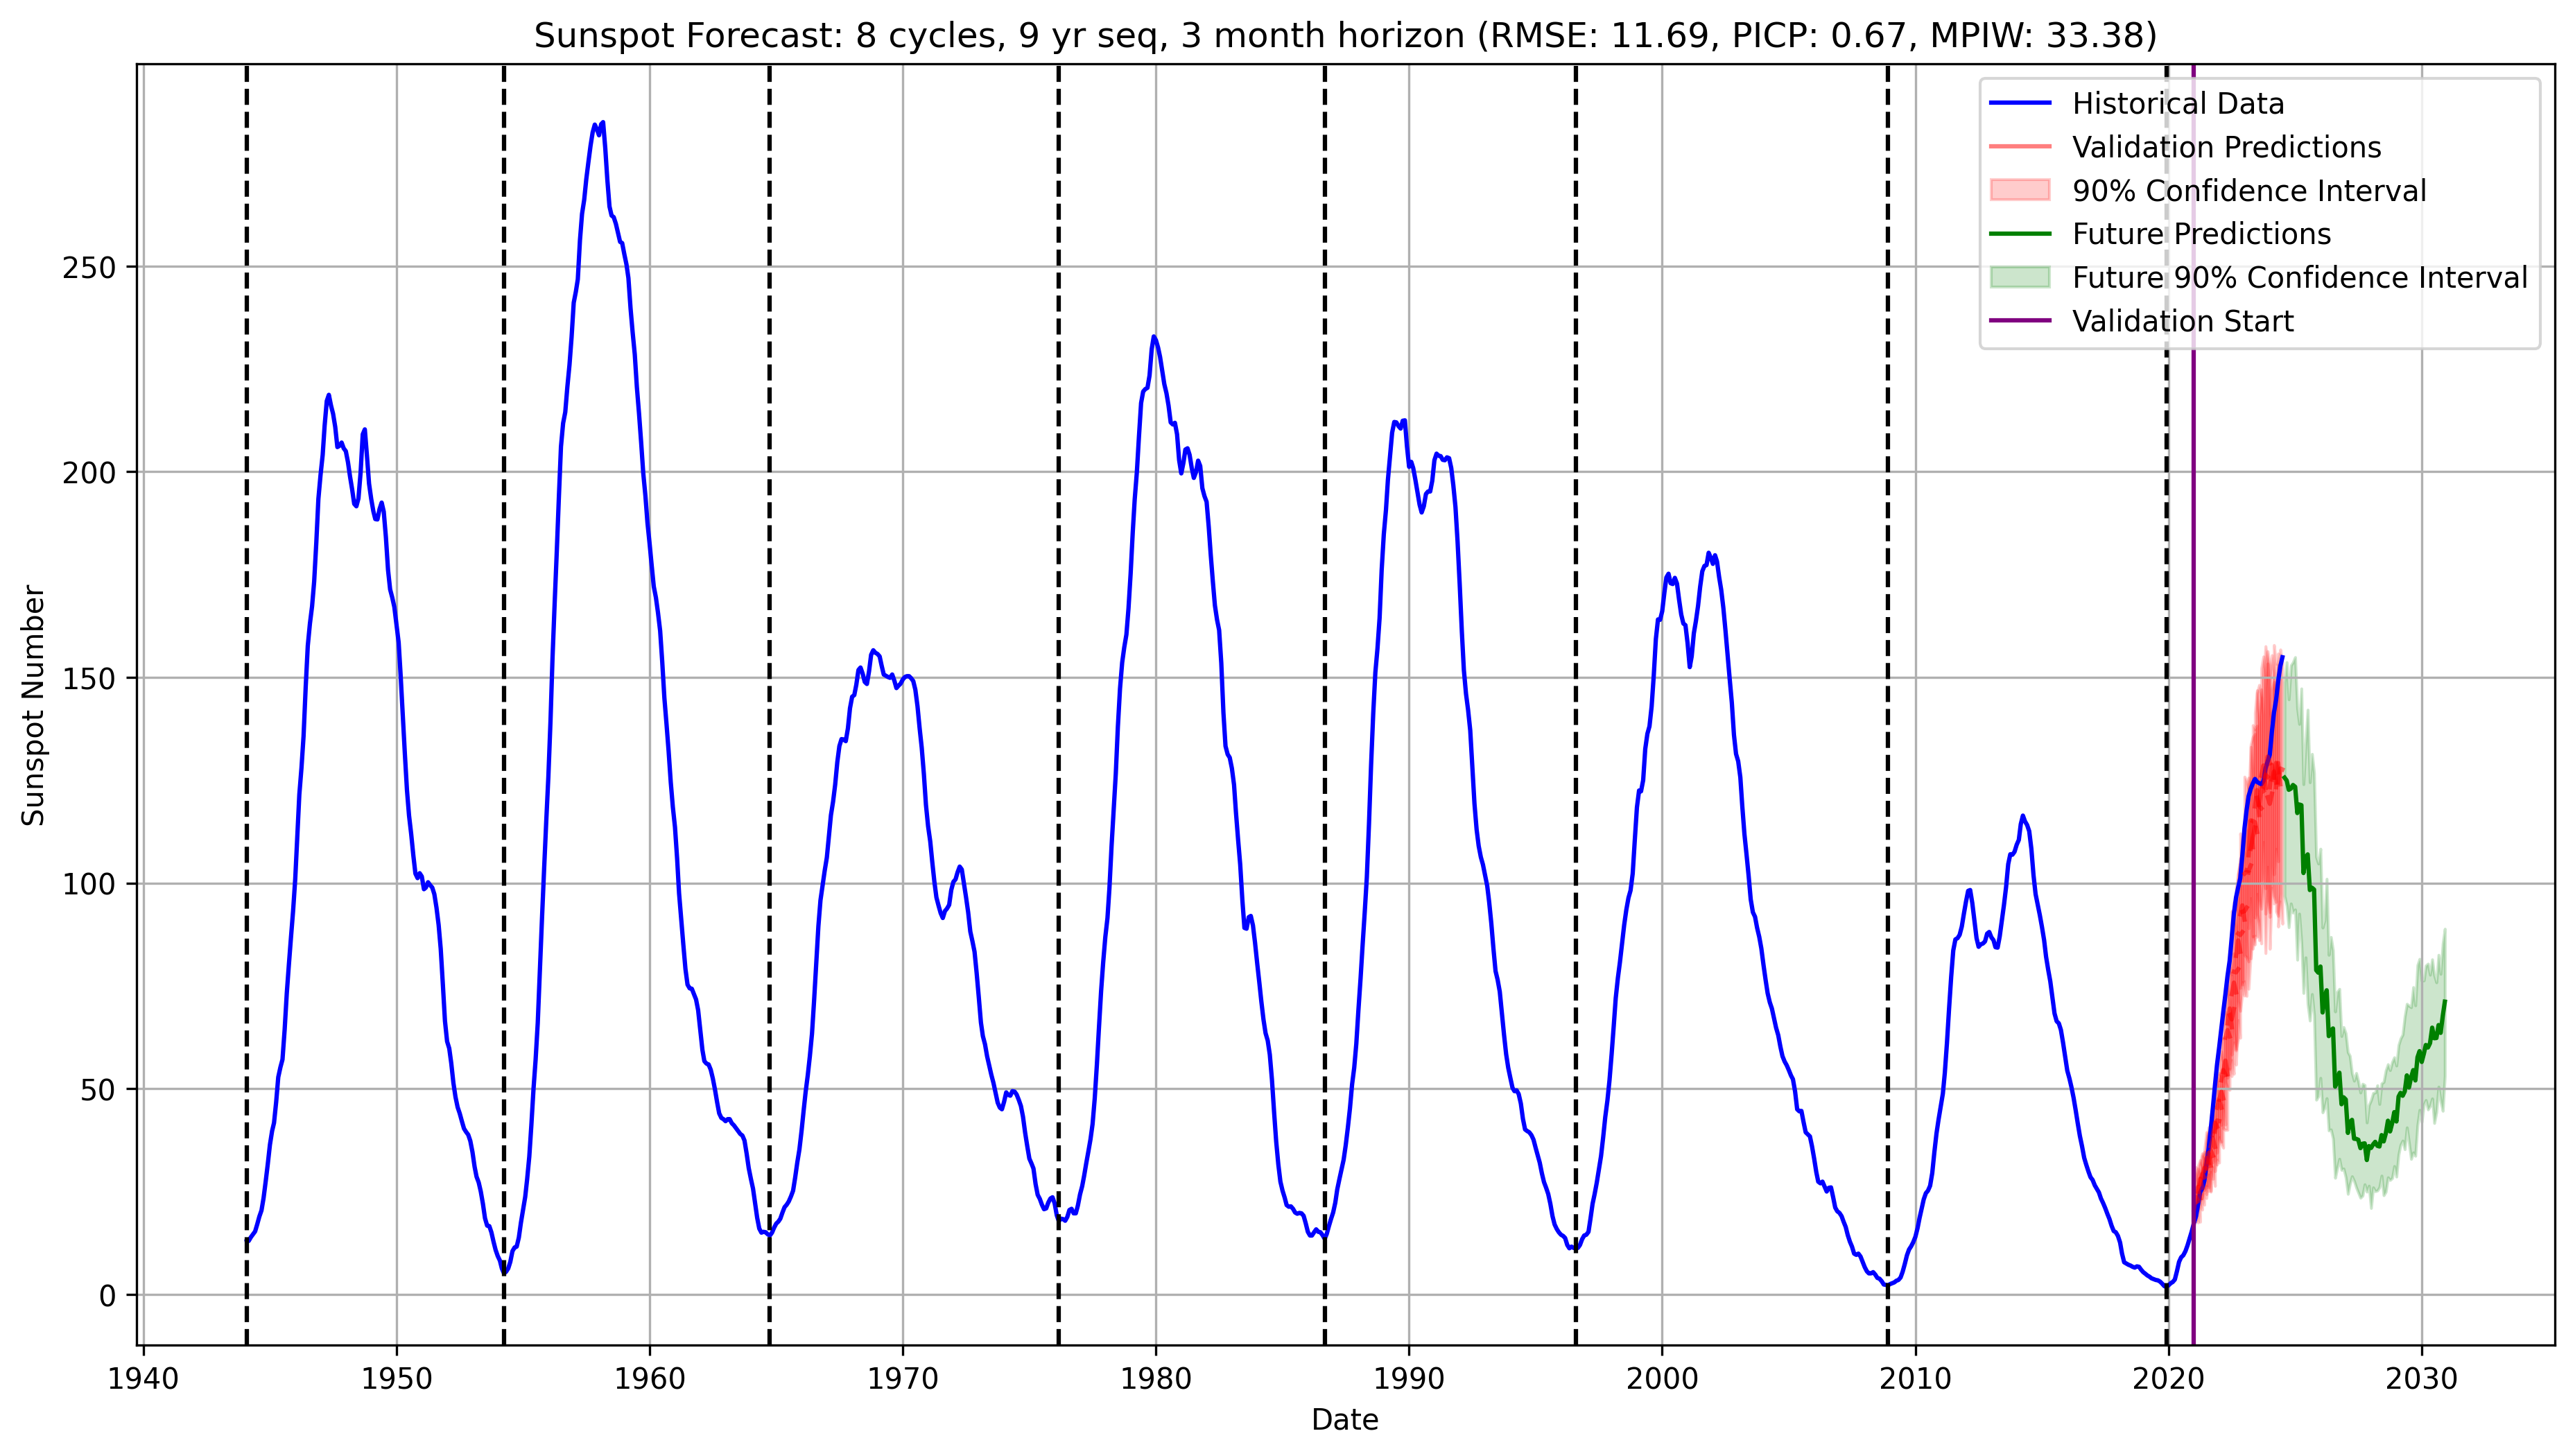 Sunspot Forecast: 8 cycles, 9 yr seq, 3 month horizon (RMSE: 11.69, PICP: 0.67, MPIW: 33.38)
Historical Data
Validation Predictions
90% Confidence Interval
Future Predictions
Future 90% Confidence Interval
Validation Start
Sunspot Number
250
200
150
100
50
0
1940 1950 1960 1970 1980 1990 2000 2010 2020 2030
Date